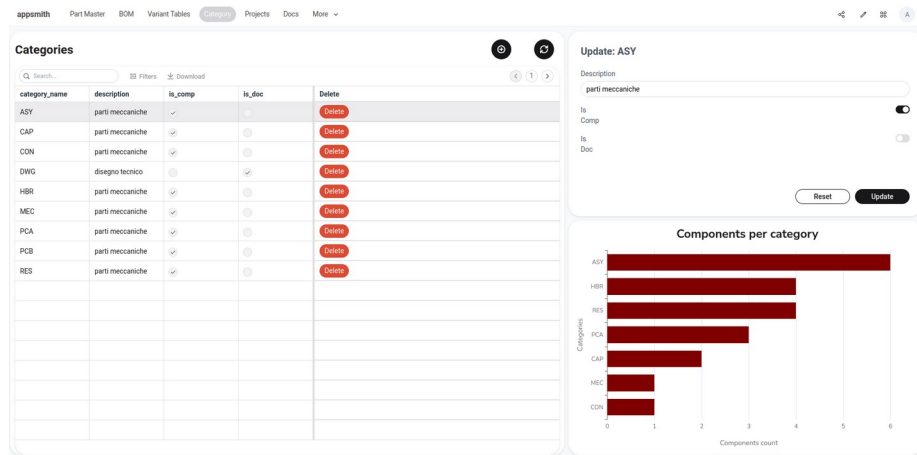 appsmith Part Master BOM Variant Tables Category Projects Docs More A
Categories
Search... Filters Download 1
category_name description is_comp is_doc Delete
ASY parti meccaniche Delete
CAP parti meccaniche Delete
CON parti meccaniche Delete
DWG disegno tecnico Delete
HBR parti meccaniche Delete
MEC parti meccaniche Delete
PCA parti meccaniche Delete
PCB parti meccaniche Delete
RES parti meccaniche Delete
Update: ASY
Description
parti meccaniche
Is
Comp
Is
Doc
Reset Update
Components per category
Categories
ASY
HBR
RES
PCA
CAP
MEC
CON
0 1 2 3 4 5 6
Components count